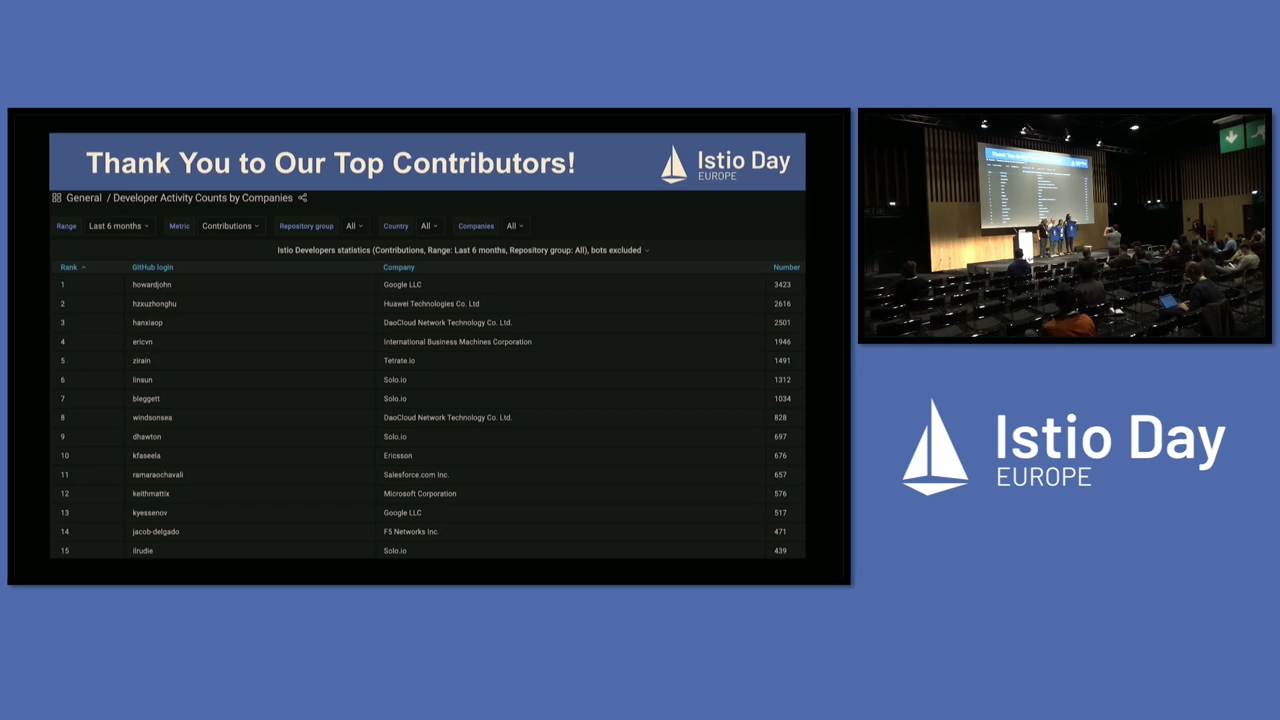 Thank You to Our Top Contributors!
Istio Day
EUROPE
General / Developer Activity Counts by Companies
Range Last 6 months Metric Contributions Repository group All Country All Companies All
Istio Developers statistics (Contributions, Range: Last 6 months, Repository group: All), bots excluded
Rank GitHub login Company Number
1 howardjohn Google LLC 3423
2 hzxuzhonghu Huawei Technologies Co. Ltd 2616
3 hanxiaop DaoCloud Network Technology Co. Ltd. 2501
4 ericvn International Business Machines Corporation 1946
5 zirain Tetrate.io 1491
6 linsun Solo.io 1312
7 bleggett Solo.io 1034
8 windsonsea DaoCloud Network Technology Co. Ltd. 828
9 dhawton Solo.io 697
10 kfaseela Ericsson 676
11 ramaraochavali Salesforce.com Inc. 657
12 keithmattix Microsoft Corporation 576
13 kyessenov Google LLC 517
14 jacob-delgado F5 Networks Inc. 471
15 ilrudie Solo.io 439
Istio Day
EUROPE